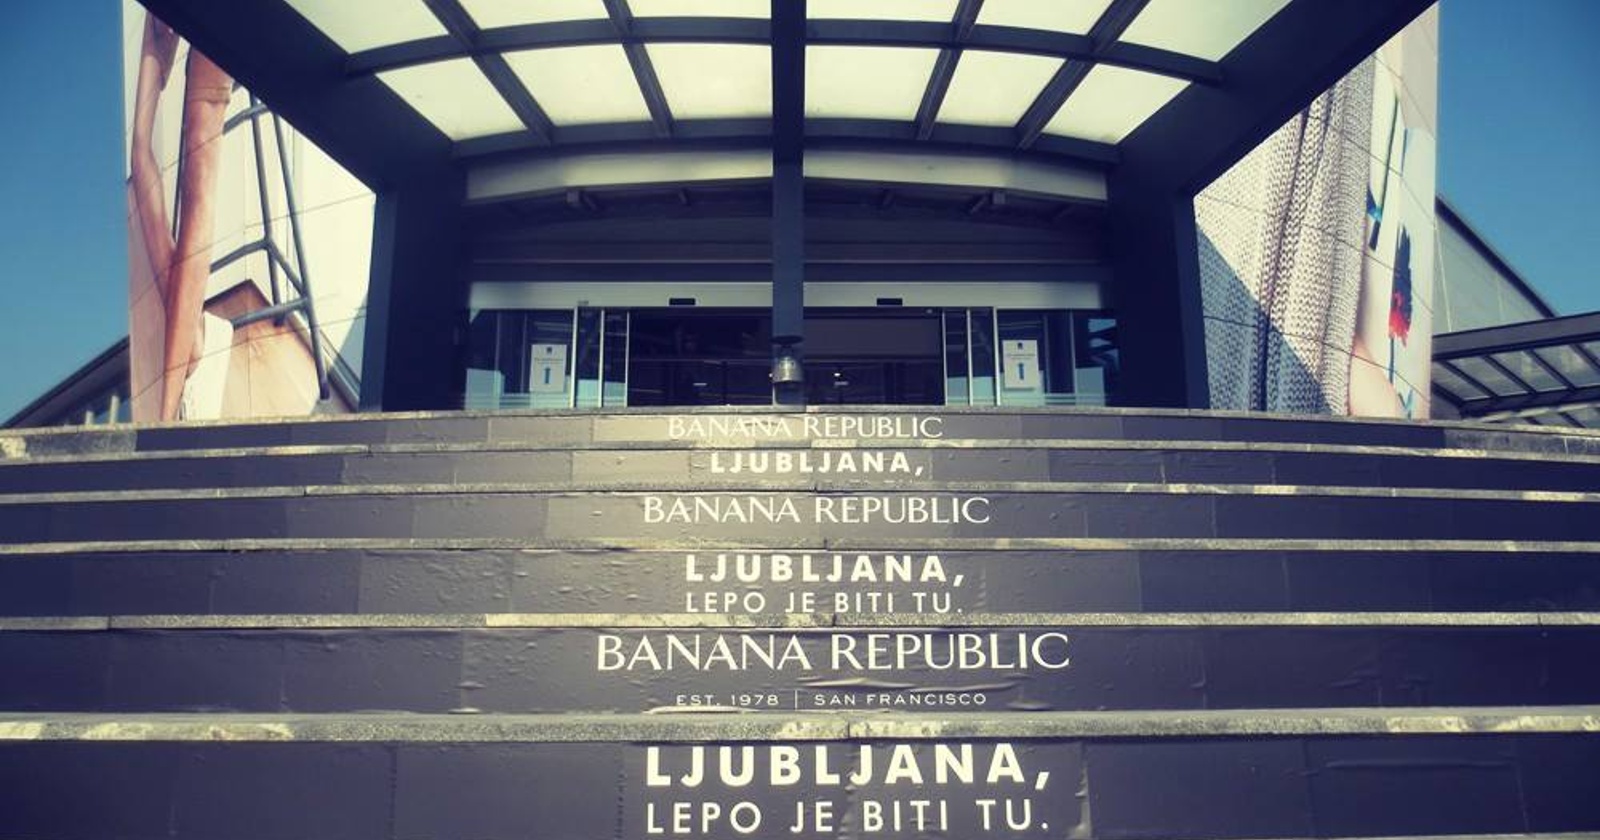 BANANA REPUBLIC
LJUBLJANA,
BANANA REPUBLIC
LJUBLJANA,
LEPO JE BITI TU.
BANANA REPUBLIC
EST. 1978 | SAN FRANCISCO
LJUBLJANA,
LEPO JE BITI TU.